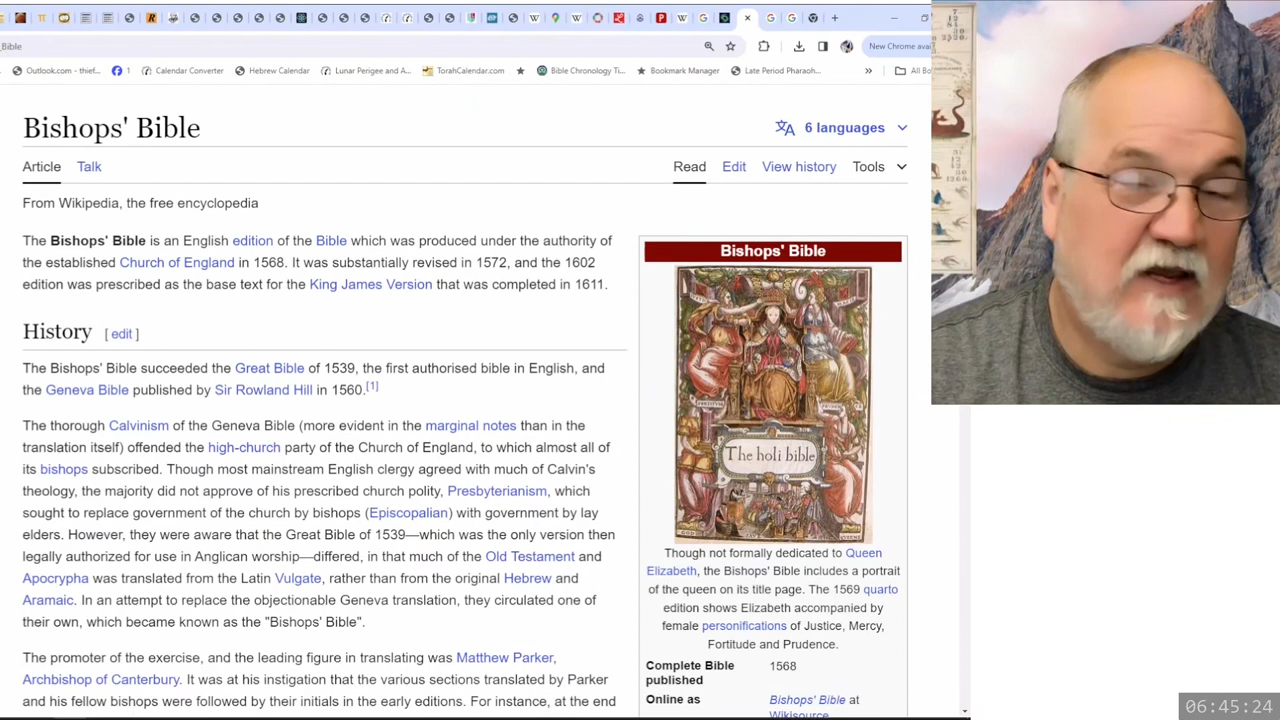 _Bible
New Chrome avai
Outlook.com - thief...
1
Calendar Converter
Hebrew Calendar
Lunar Perigee and A...
TorahCalendar.com
Bible Chronology Ti...
Bookmark Manager
Late Period Pharaoh...
»
All Bo
Bishops' Bible
6 languages
Article Talk
Read Edit View history Tools
From Wikipedia, the free encyclopedia
The Bishops' Bible is an English edition of the Bible which was produced under the authority of
the established Church of England in 1568. It was substantially revised in 1572, and the 1602
edition was prescribed as the base text for the King James Version that was completed in 1611.
History [ edit ]
The Bishops' Bible succeeded the Great Bible of 1539, the first authorised bible in English, and
the Geneva Bible published by Sir Rowland Hill in 1560.[1]
The thorough Calvinism of the Geneva Bible (more evident in the marginal notes than in the
translation itself) offended the high-church party of the Church of England, to which almost all of
its bishops subscribed. Though most mainstream English clergy agreed with much of Calvin's
theology, the majority did not approve of his prescribed church polity, Presbyterianism, which
sought to replace government of the church by bishops (Episcopalian) with government by lay
elders. However, they were aware that the Great Bible of 1539—which was the only version then
legally authorized for use in Anglican worship—differed, in that much of the Old Testament and
Apocrypha was translated from the Latin Vulgate, rather than from the original Hebrew and
Aramaic. In an attempt to replace the objectionable Geneva translation, they circulated one of
their own, which became known as the "Bishops' Bible".
The promoter of the exercise, and the leading figure in translating was Matthew Parker,
Archbishop of Canterbury. It was at his instigation that the various sections translated by Parker
and his fellow bishops were followed by their initials in the early editions. For instance, at the end
Bishops' Bible
The holi bible
Though not formally dedicated to Queen
Elizabeth, the Bishops' Bible includes a portrait
of the queen on its title page. The 1569 quarto
edition shows Elizabeth accompanied by
female personifications of Justice, Mercy,
Fortitude and Prudence.
Complete Bible 1568
published
Online as Bishops' Bible at
Wikisource
7
12
1260
06:45:24